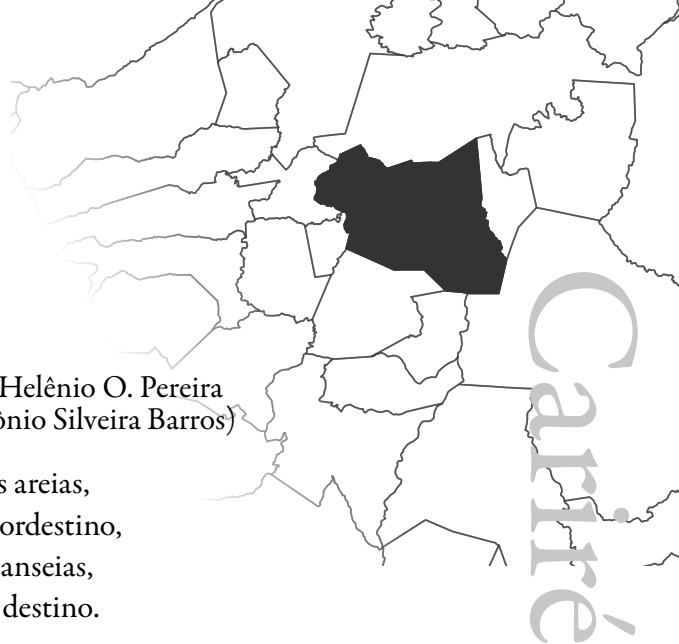 Helênio O. Pereira
ônio Silveira Barros)
s areias,
ordestino,
anseias,
destino.
Cariré